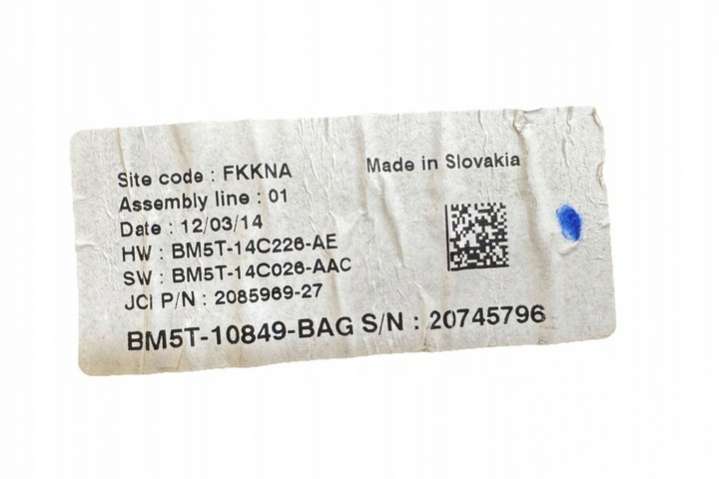 Site code : FKKNA
Made in Slovakia
Assembly line : 01
Date : 12/03/14
HW : BM5T-14C226-AE
SW : BM5T-14C026-AAC
JCI P/N : 2085969-27
BM5T-10849-BAG S/N : 20745796